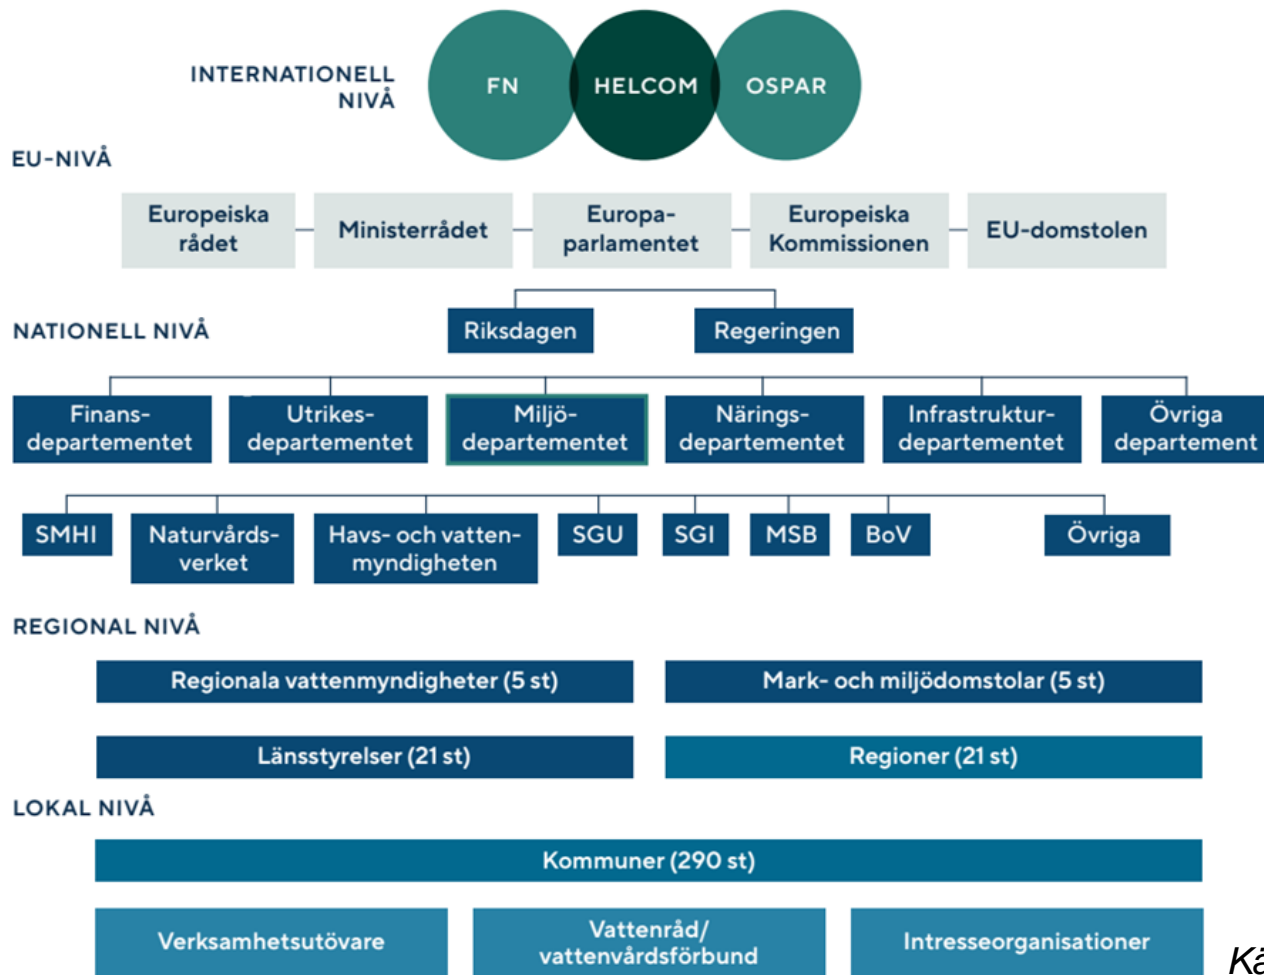 INTERNATIONELL
NIVÅ
FN
HELCOM
OSPAR
EU-NIVÅ
Europeiska
rådet
Ministerrådet
Europa-
parlamentet
Europeiska
Kommissionen
EU-domstolen
NATIONELL NIVÅ
Riksdagen
Regeringen
Finans-
departementet
Utrikes-
departementet
Miljö-
departementet
Närings-
departementet
Infrastruktur-
departementet
Övriga
departement
SMHI
Naturvårds-
verket
Havs- och vatten-
myndigheten
SGU
SGI
MSB
BoV
Övriga
REGIONAL NIVÅ
Regionala vattenmyndigheter (5 st)
Mark- och miljödomstolar (5 st)
Länsstyrelser (21 st)
Regioner (21 st)
LOKAL NIVÅ
Kommuner (290 st)
Verksamhetsutövare
Vattenråd/
vattenvårdsförbund
Intresseorganisationer